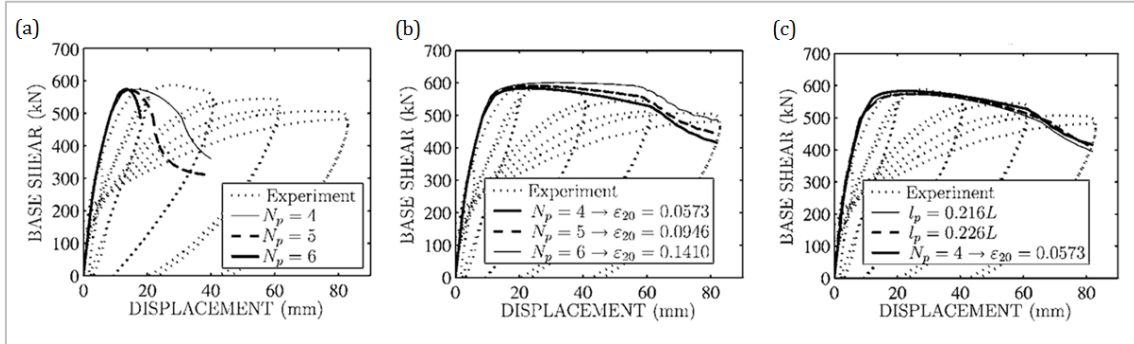 (a)
BASE SHEAR (kN)
700
600
500
400
300
200
100
0
0 20 40 60 80
DISPLACEMENT (mm)
Experiment
N_p = 4
N_p = 5
N_p = 6
(b)
BASE SHEAR (kN)
700
600
500
400
300
200
100
0
0 20 40 60 80
DISPLACEMENT (mm)
Experiment
N_p = 4 → ε_20 = 0.0573
N_p = 5 → ε_20 = 0.0946
N_p = 6 → ε_20 = 0.1410
(c)
BASE SHEAR (kN)
700
600
500
400
300
200
100
0
0 20 40 60 80
DISPLACEMENT (mm)
Experiment
l_p = 0.216L
l_p = 0.226L
N_p = 4 → ε_20 = 0.0573